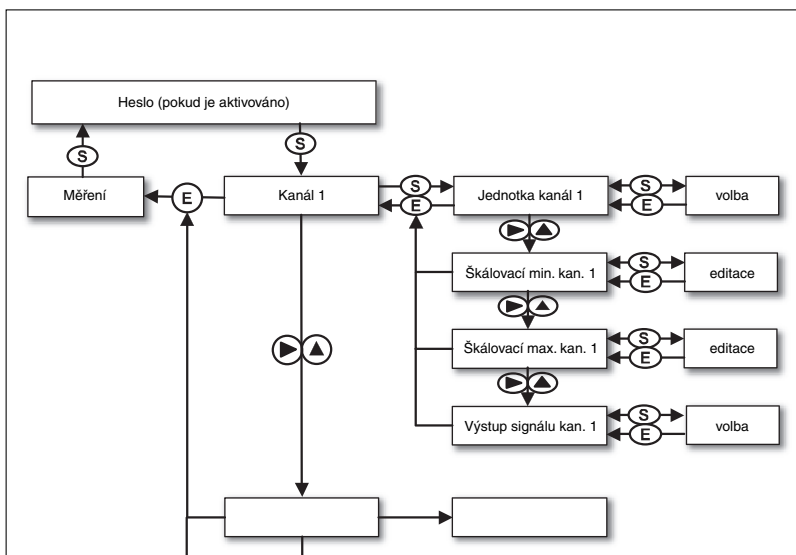 Heslo (pokud je aktivováno)
S
S
Měření
E
Kanál 1
S
E
Jednotka kanál 1
S
E
volba
Škálovací min. kan. 1
S
E
editace
Škálovací max. kan. 1
S
E
editace
Výstup signálu kan. 1
S
E
volba